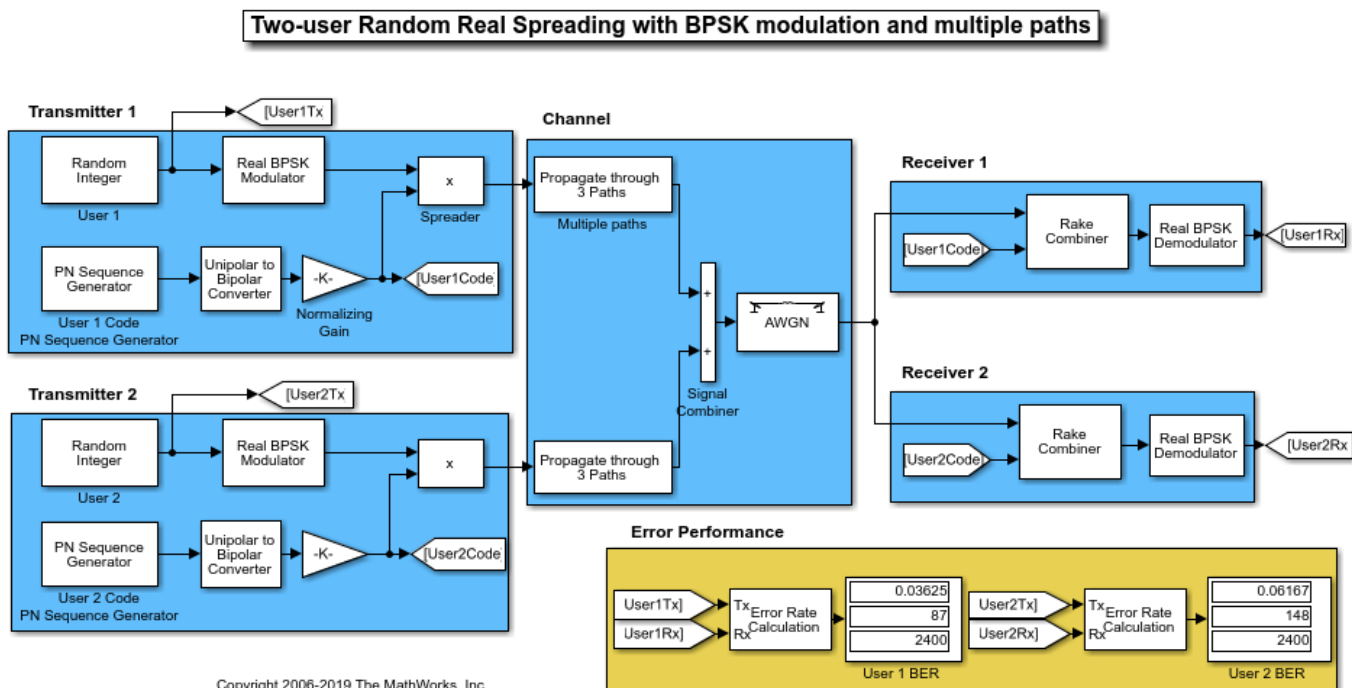 Two-user Random Real Spreading with BPSK modulation and multiple paths
Transmitter 1
[User1Tx
Random
Integer
User 1
Real BPSK
Modulator
x
Spreader
PN Sequence
Generator
User 1 Code
PN Sequence Generator
Unipolar to
Bipolar
Converter
-K-
Normalizing
Gain
[User1Code]
Transmitter 2
[User2Tx
Random
Integer
User 2
Real BPSK
Modulator
x
PN Sequence
Generator
User 2 Code
PN Sequence Generator
Unipolar to
Bipolar
Converter
-K-
[User2Code]
Channel
Propagate through
3 Paths
Multiple paths
+
+
Signal
Combiner
AWGN
Propagate through
3 Paths
Receiver 1
[User1Code]
Rake
Combiner
Real BPSK
Demodulator
[User1Rx]
Receiver 2
[User2Code]
Rake
Combiner
Real BPSK
Demodulator
[User2Rx
Error Performance
User1Tx]
User1Rx]
Tx
Rx
Error Rate
Calculation
0.03625
87
2400
User 1 BER
User2Tx]
User2Rx]
Tx
Rx
Error Rate
Calculation
0.06167
148
2400
User 2 BER
Copyright 2006-2019 The MathWorks, Inc